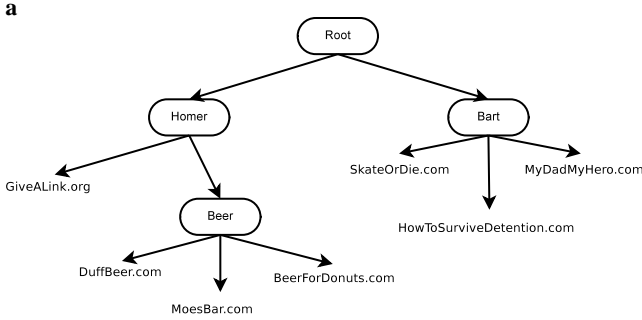 a
Root
Homer
Bart
GiveALink.org
SkateOrDie.com
MyDadMyHero.com
Beer
HowToSurviveDetention.com
DuffBeer.com
BeerForDonuts.com
MoesBar.com